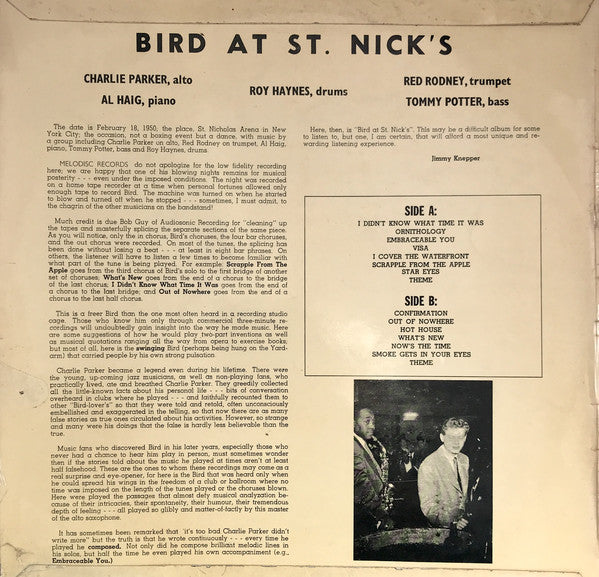 BIRD AT ST. NICK'S
CHARLIE PARKER, alto
AL HAIG, piano
ROY HAYNES, drums
RED RODNEY, trumpet
TOMMY POTTER, bass
The date is February 18, 1950, the place, St. Nicholas Arena in New
York City; the occasion, not a boxing event but a dance, with music by
a group including Charlie Parker on alto, Red Rodney on trumpet, Al Haig,
piano, Tommy Potter, bass and Roy Haynes, drums
MELODISC RECORDS do not apologize for the low fidelity recording
here; we are happy that one of his blowing nights remains for musical
posterity - - - even under the imposed conditions. The night was recorded
on a home tape recorder at a time when personal fortunes allowed only
enough tape to record Bird. The machine was turned on when he started
to blow and turned off when he stopped - - - sometimes, I must admit, to
the chagrin of the other musicians on the bandstand!
Much credit is due Bob Guy of Audiosonic Recording for "cleaning" up
the tapes and masterfully splicing the separate sections of the same piece.
As you will notice, only the in chorus, Bird's choruses, the four bar choruses,
and the out chorus were recorded. On most of the tunes, the splicing has
been done without losing a beat - - - at least in eight bar phrases. On
others, the listener will have to listen a few times to become familiar with
what part of the tune is being played. For example: Scrapple From The
Apple goes from the third chorus of Bird's solo to the first bridge of another
set of choruses; What's New goes from the end of a chorus to the bridge
of the last chorus; I Didn't Know What Time It Was goes from the end of
a chorus to the last bridge; and Out of Nowhere goes from the end of a
chorus to the last half chorus.
This is a freer Bird than the one most often heard in a recording studio
cage. Those who know him only through commercial three-minute re-
cordings will undoubtedly gain insight into the way he made music. Here
are some suggestions of how he would play two-part inventions as well
as musical quotations ranging all the way from opera to exercise books;
but most of all, here is the swinging Bird (perhaps being hung on the Yard-
arm) that carried people by his own strong pulsation.
Charlie Parker became a legend even during his lifetime. There were
the young, up-coming jazz musicians, as well as non-playing fans, who
practically lived, ate and breathed Charlie Parker. They greedily collected
all the little-known facts about his personal life - - - bits of conversation
overheard in clubs where he played - - - and faithfully recounted them to
other "Bird-lover's" so that they were told and retold, often unconsciously
embellished and exaggerated in the telling, so that now there are as many
false stories as true ones circulated about his activities. However, so strange
and many were his doings that the false is hardly less believable than the
true.
Music fans who discovered Bird in his later years, especially those who
never had a chance to hear him play in person, must sometimes wonder
then if the stories told about the music he played at times aren't at least
half falsehood. These are the ones to whom these recordings may come as a
real surprise and eye-opener, for here is the Bird that was heard only when
he could spread his wings in the freedom of a club or ballroom where no
time was imposed on the length of the tunes played or the choruses blown.
Here were played the passages that almost defy musical analyzation be-
cause of their intricacies, their spontaneity, their humour, their tremendous
depth of feeling - - - all played so glibly and matter-of-factly by this master
of the alto saxophone.
It has sometimes been remarked that 'it's too bad Charlie Parker didn't
write more" but the truth is that he wrote continuously - - - every time he
played he composed. Not only did he compose brilliant melodic lines in
his solos, but half the time he even played his own accompaniment (e.g.,
Embraceable You.)
Here, then, is "Bird at St. Nick's". This may be a difficult album for some
to listen to, but one, I am certain, that will afford a most unique and re-
warding listening experience.
Jimmy Knepper
SIDE A:
I DIDN'T KNOW WHAT TIME IT WAS
ORNITHOLOGY
EMBRACEABLE YOU
VISA
I COVER THE WATERFRONT
SCRAPPLE FROM THE APPLE
STAR EYES
THEME
SIDE B:
CONFIRMATION
OUT OF NOWHERE
HOT HOUSE
WHAT'S NEW
NOW'S THE TIME
SMOKE GETS IN YOUR EYES
THEME